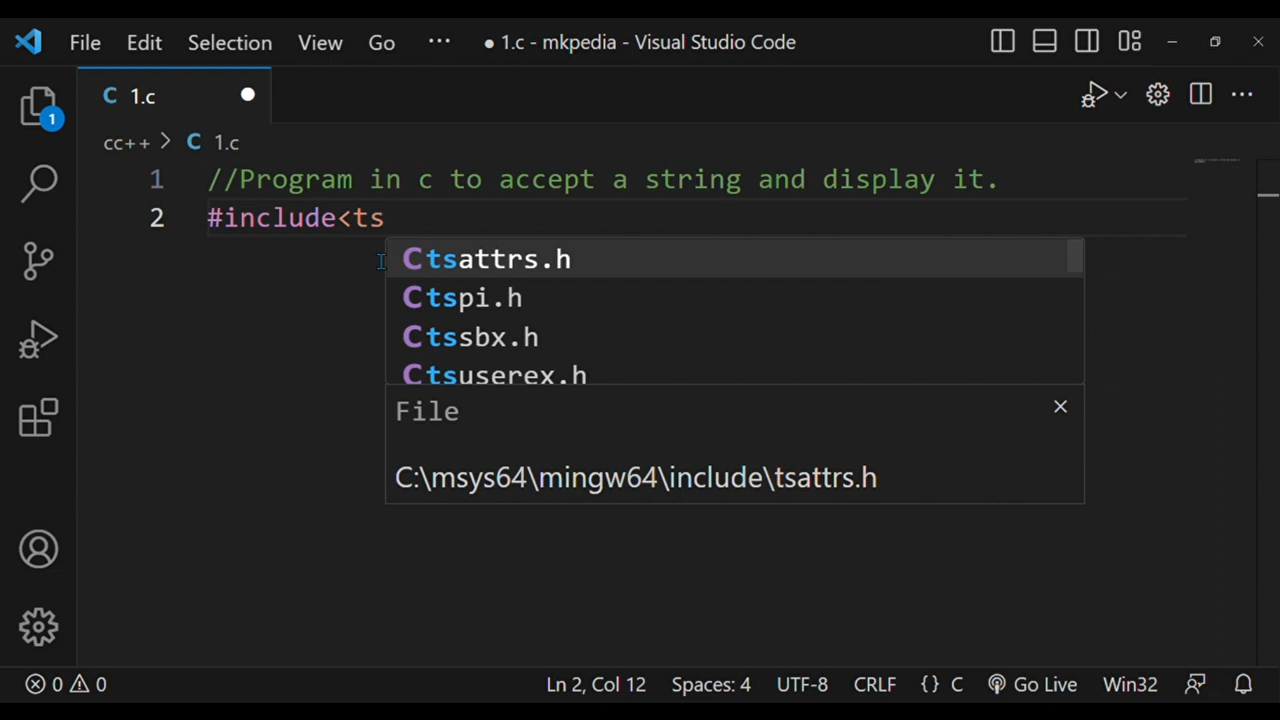 File Edit Selection View Go ··· ● 1.c - mkpedia - Visual Studio Code
C 1.c
1
cc++ > C 1.c
1 //Program in c to accept a string and display it.
2 #include<ts
C tsattrs.h
C tspi.h
C tssbx.h
C tsuserex.h
File
C:\msys64\mingw64\include\tsattrs.h
0 0 Ln 2, Col 12 Spaces: 4 UTF-8 CRLF {} C Go Live Win32